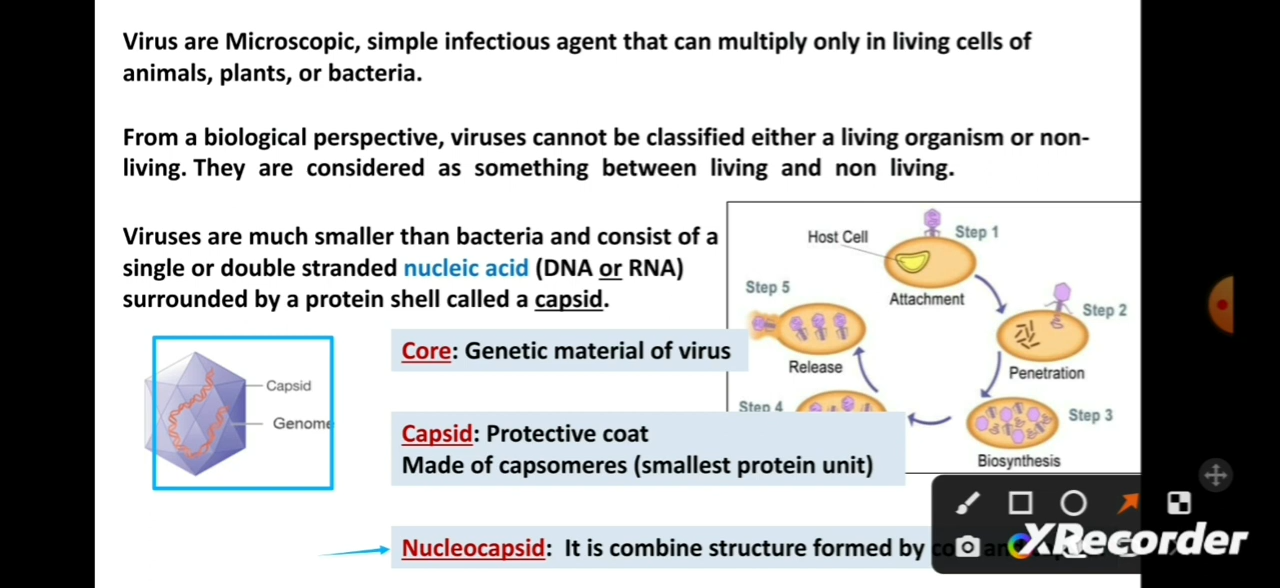 Virus are Microscopic, simple infectious agent that can multiply only in living cells of
animals, plants, or bacteria.
From a biological perspective, viruses cannot be classified either a living organism or non-
living. They are considered as something between living and non living.
Viruses are much smaller than bacteria and consist of a
single or double stranded nucleic acid (DNA or RNA)
surrounded by a protein shell called a capsid.
Capsid
Genome
Core: Genetic material of virus
Capsid: Protective coat
Made of capsomeres (smallest protein unit)
Nucleocapsid: It is combine structure formed by
Host Cell
Step 1
Attachment
Step 2
Penetration
Step 3
Biosynthesis
Step 4
Step 5
Release
XRecorder